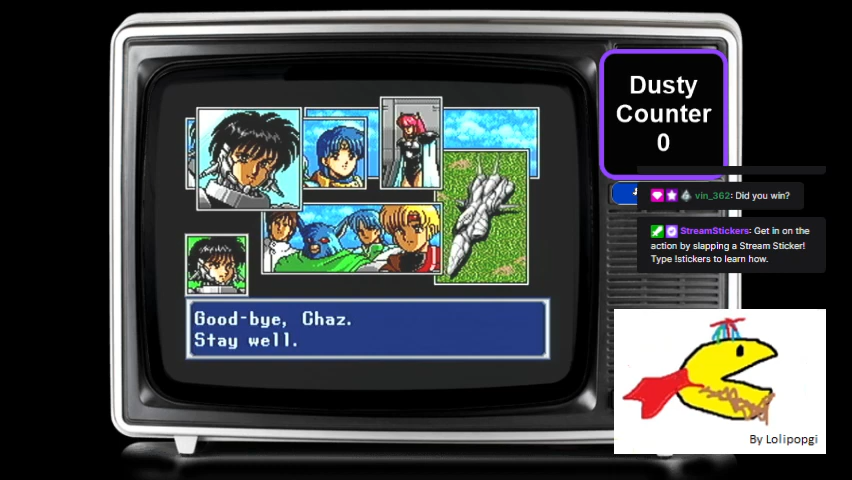 Dusty
Counter
0
vin_362: Did you win?
StreamStickers: Get in on the
action by slapping a Stream Sticker!
Type !stickers to learn how.
Good-bye, Chaz.
Stay well.
By Lolipopgi